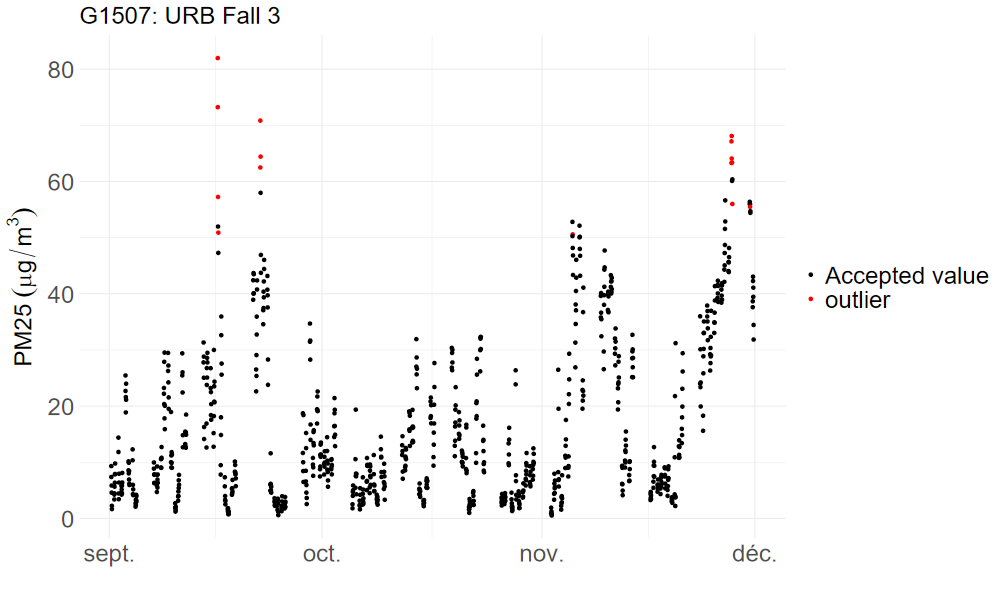 G1507: URB Fall 3
80
60
40
20
0
PM25 (μg/m³)
sept.
oct.
nov.
déc.
Accepted value
outlier